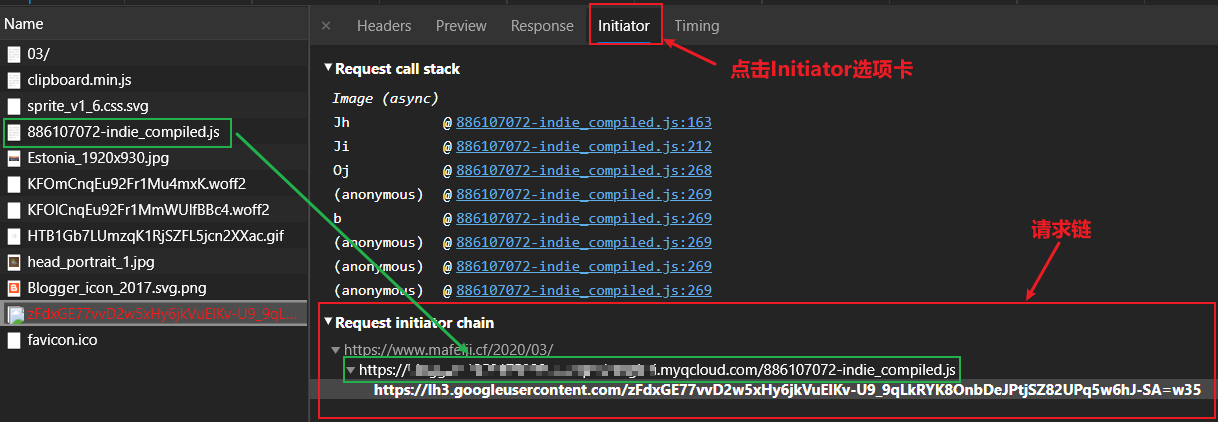 Name
03/
clipboard.min.js
sprite_v1_6.css.svg
886107072-indie_compiled.js
Estonia_1920x930.jpg
KFOmCnqEu92Fr1Mu4mxK.woff2
KFOlCnqEu92Fr1MmWUlfBBc4.woff2
HTB1Gb7LUmzqK1RjSZFL5jcn2XXac.gif
head_portrait_1.jpg
Blogger_icon_2017.svg.png
zFdxGE77vvD2w5xHy6jkVuElKv-U9_9qL...
favicon.ico
× Headers Preview Response Initiator Timing
点击Initiator选项卡
Request call stack
Image (async)
Jh @ 886107072-indie_compiled.js:163
Ji @ 886107072-indie_compiled.js:212
Oj @ 886107072-indie_compiled.js:268
(anonymous) @ 886107072-indie_compiled.js:269
b @ 886107072-indie_compiled.js:269
(anonymous) @ 886107072-indie_compiled.js:269
(anonymous) @ 886107072-indie_compiled.js:269
(anonymous) @ 886107072-indie_compiled.js:269
请求链
Request initiator chain
https://www.mafeiji.cf/2020/03/
https:// i.myqcloud.com/886107072-indie_compiled.js
https://lh3.googleusercontent.com/zFdxGE77vvD2w5xHy6jkVuElKv-U9_9qLkRYK8OnbDeJPtjSZ82UPq5w6hJ-SA=w35